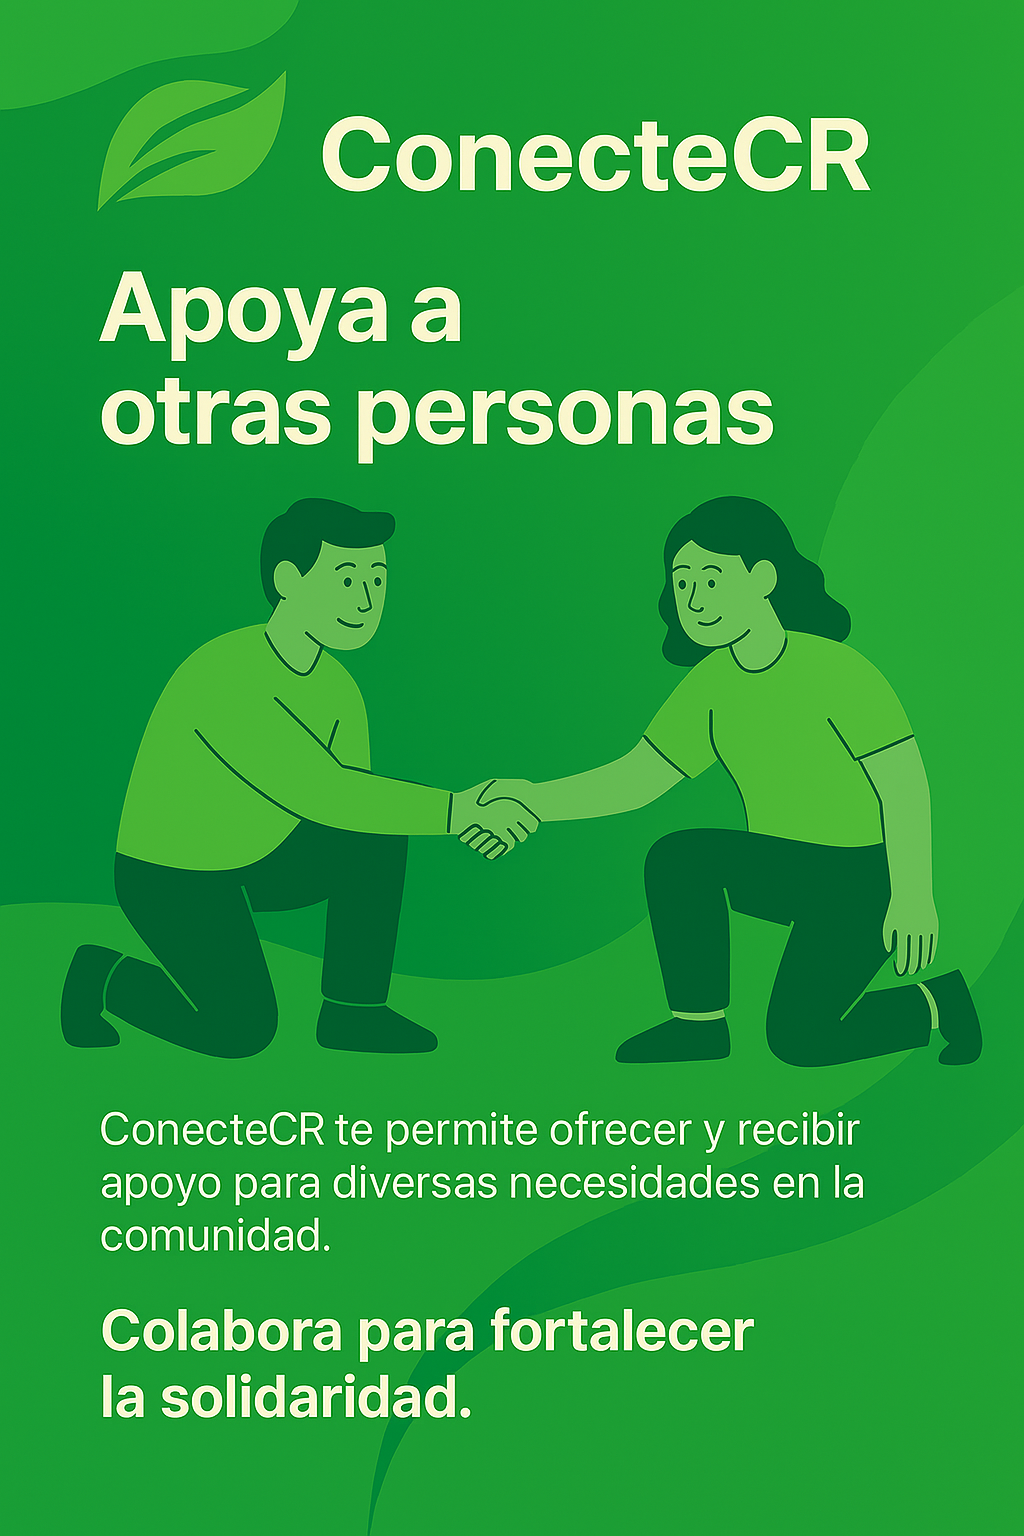 ConecteCR
Apoya a
otras personas
ConecteCR te permite ofrecer y recibir
apoyo para diversas necesidades en la
comunidad.
Colabora para fortalecer
la solidaridad.